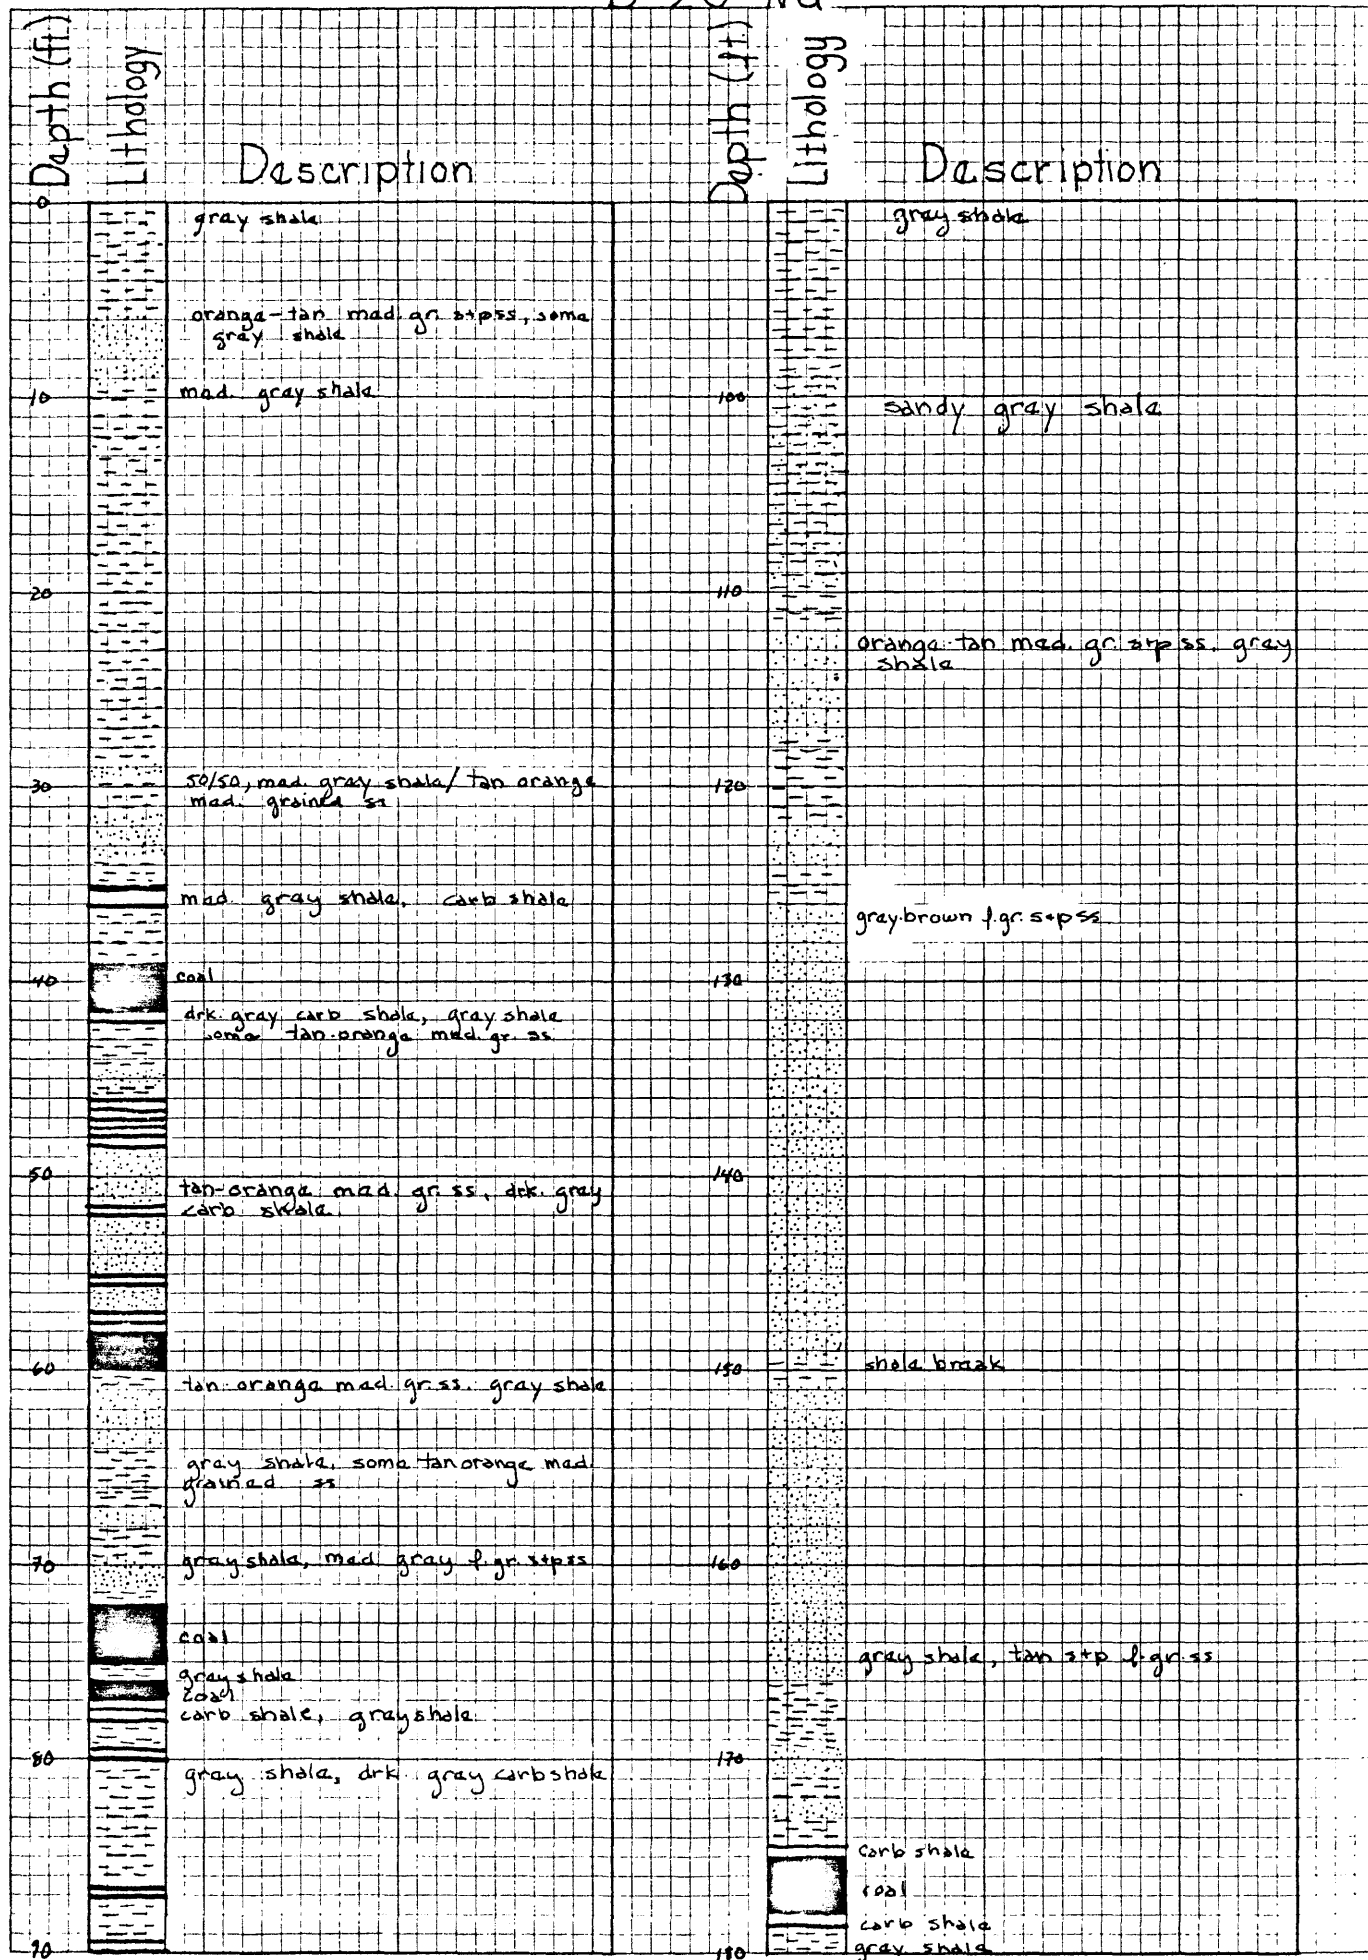 Depth (ft.)
Lithology
Description
0
gray shale
orange-tan med. gr. s+p ss, some
gray shale
10
med. gray shale
20
30
50/50, med. gray shale/ tan orange
med. grained ss
med. gray shale, carb shale
40
coal
drk. gray carb shale, gray shale
some tan-orange med. gr. ss
50
tan-orange med. gr. ss, drk. gray
carb shale
60
tan orange med. gr. ss. gray shale
gray shale, some tan orange med.
grained ss
70
gray shale, med gray f. gr. s+p ss
coal
gray shale
coal
carb shale, gray shale
80
gray shale, drk gray carb shale
90
Depth (ft.)
Lithology
Description
gray shale
100
sandy gray shale
110
orange-tan med. gr. s+p ss. gray
shale
120
gray-brown f. gr. s+p ss
130
140
150
shale break
160
gray shale, tan s+p f. gr. ss
170
carb shale
coal
carb shale
180
gray shale